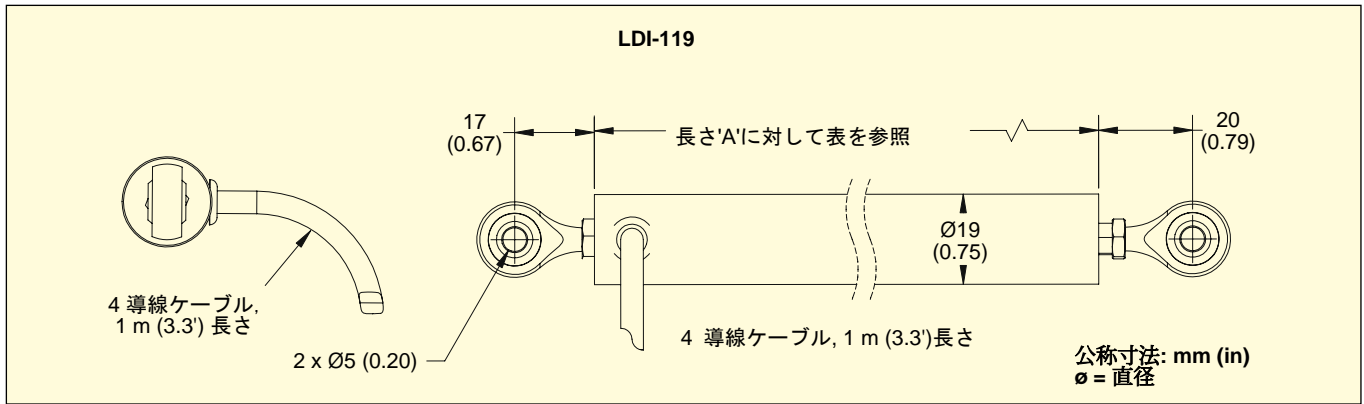 LDI-119
17
(0.67)
長さ'A'に対して表を参照
20
(0.79)
Ø19
(0.75)
4 導線ケーブル,
1 m (3.3') 長さ
2 x Ø5 (0.20)
4 導線ケーブル, 1 m (3.3')長さ
公称寸法: mm (in)
ø = 直径